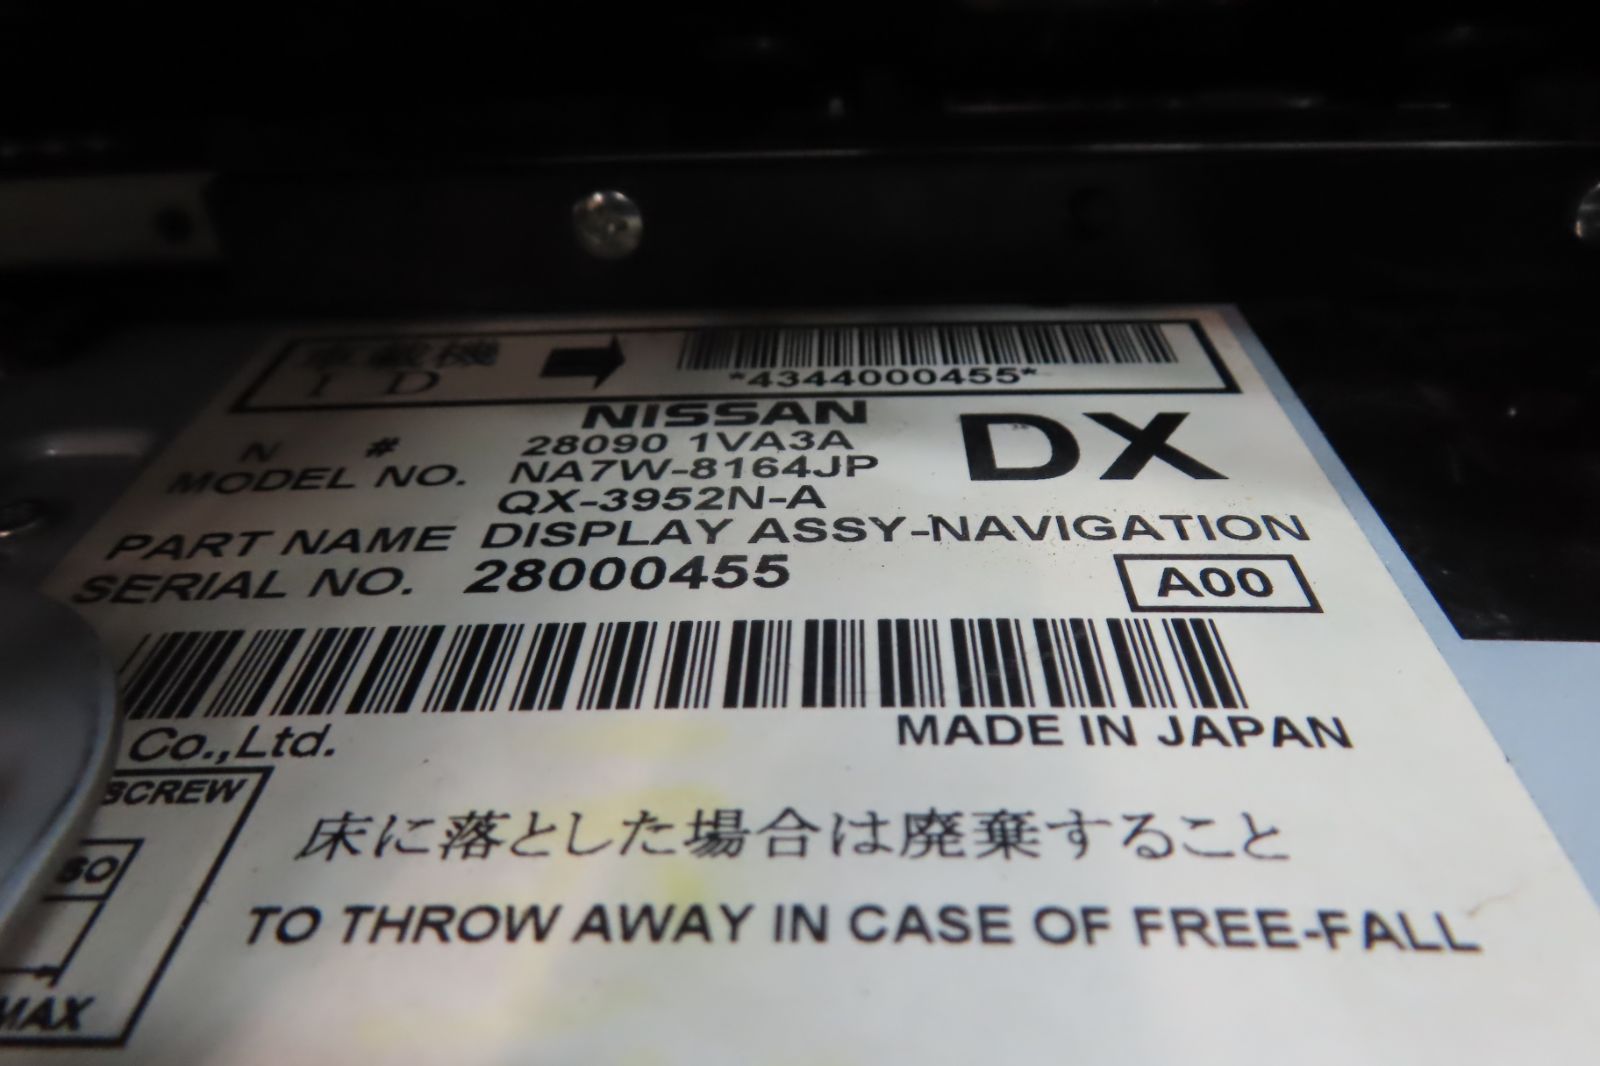 車載機
I D
*4344000455*
NISSAN
N # 28090 1VA3A
DX
MODEL NO. NA7W-8164JP
QX-3952N-A
PART NAME DISPLAY ASSY-NAVIGATION
SERIAL NO. 28000455
A00
Co.,Ltd.
MADE IN JAPAN
SCREW
床に落とした場合は廃棄すること
TO THROW AWAY IN CASE OF FREE-FALL
MAX